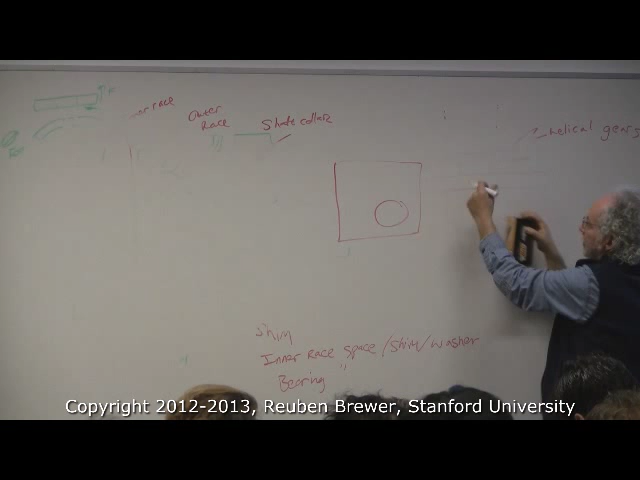 Outer
Race
Shaft collar
helical gears
shim
Inner Race space/shim/washer
Bearing "
Copyright 2012-2013, Reuben Brewer, Stanford University